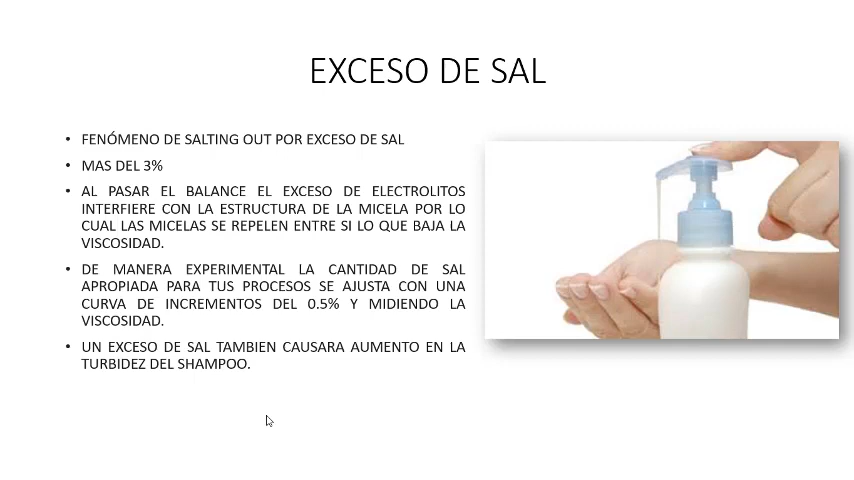 EXCESO DE SAL
• FENÓMENO DE SALTING OUT POR EXCESO DE SAL
• MAS DEL 3%
• AL PASAR EL BALANCE EL EXCESO DE ELECTROLITOS
INTERFIERE CON LA ESTRUCTURA DE LA MICELA POR LO
CUAL LAS MICELAS SE REPELEN ENTRE SI LO QUE BAJA LA
VISCOSIDAD.
• DE MANERA EXPERIMENTAL LA CANTIDAD DE SAL
APROPIADA PARA TUS PROCESOS SE AJUSTA CON UNA
CURVA DE INCREMENTOS DEL 0.5% Y MIDIENDO LA
VISCOSIDAD.
• UN EXCESO DE SAL TAMBIEN CAUSARA AUMENTO EN LA
TURBIDEZ DEL SHAMPOO.